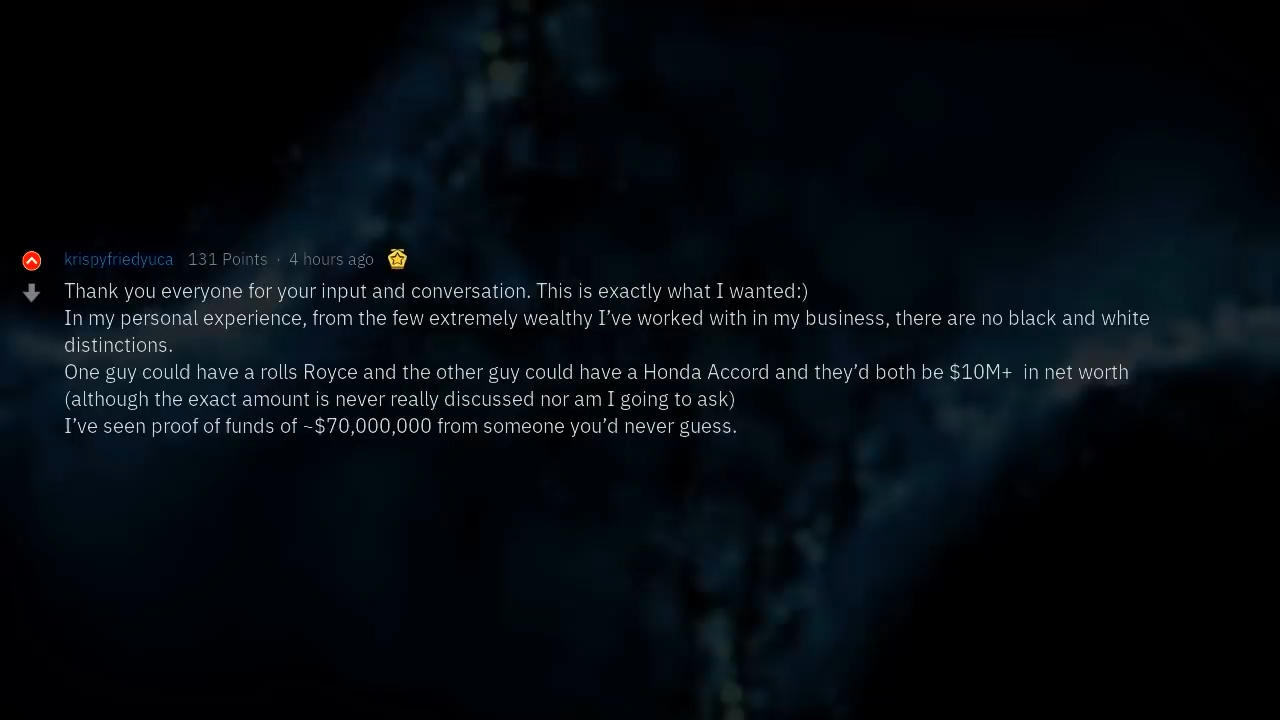 krispyfriedyuca 131 Points · 4 hours ago
Thank you everyone for your input and conversation. This is exactly what I wanted:)
In my personal experience, from the few extremely wealthy I’ve worked with in my business, there are no black and white
distinctions.
One guy could have a rolls Royce and the other guy could have a Honda Accord and they’d both be $10M+  in net worth
(although the exact amount is never really discussed nor am I going to ask)
I’ve seen proof of funds of ~$70,000,000 from someone you’d never guess.